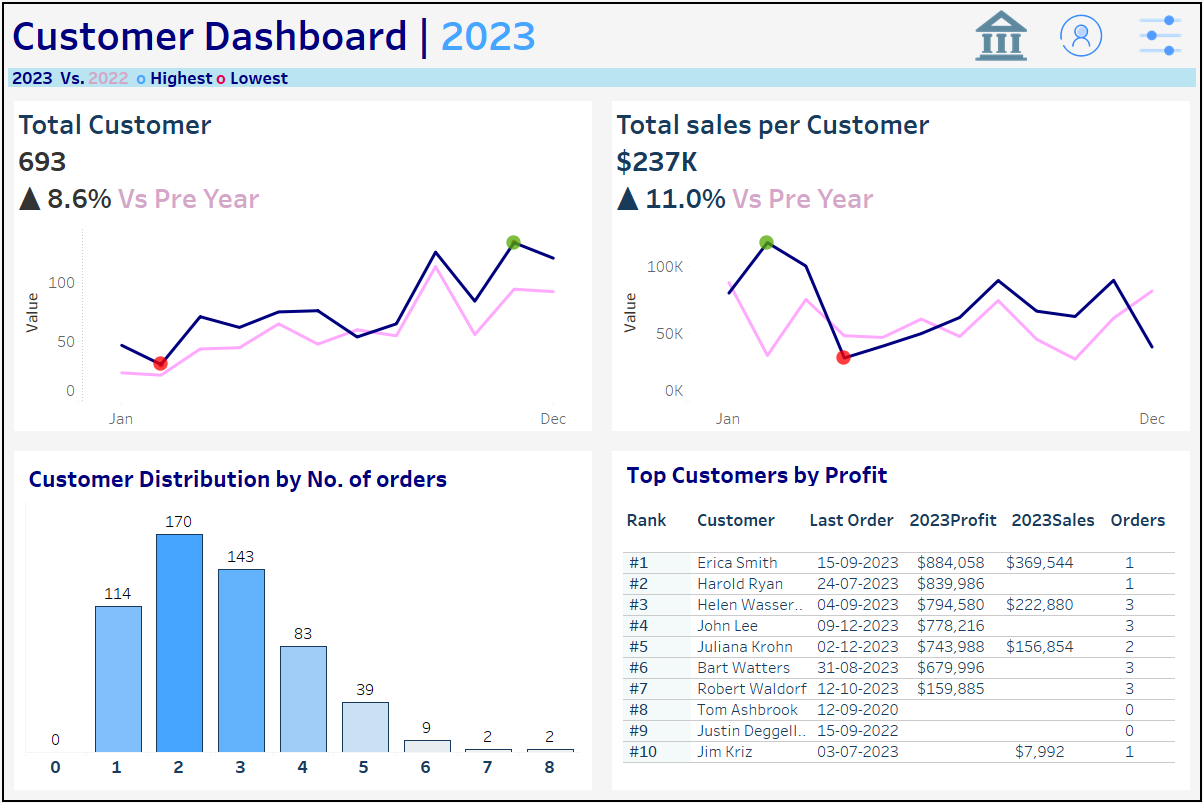 Customer Dashboard | 2023
2023 Vs. 2022 o Highest o Lowest
Total Customer
693
▲ 8.6% Vs Pre Year
100
50
0
Value
Jan Dec
Total sales per Customer
$237K
▲ 11.0% Vs Pre Year
100K
50K
0K
Value
Jan Dec
Customer Distribution by No. of orders
0 114 170 143 83 39 9 2 2
0 1 2 3 4 5 6 7 8
Top Customers by Profit
Rank Customer Last Order 2023Profit 2023Sales Orders
#1 Erica Smith 15-09-2023 $884,058 $369,544 1
#2 Harold Ryan 24-07-2023 $839,986 1
#3 Helen Wasser.. 04-09-2023 $794,580 $222,880 3
#4 John Lee 09-12-2023 $778,216 3
#5 Juliana Krohn 02-12-2023 $743,988 $156,854 2
#6 Bart Watters 31-08-2023 $679,996 3
#7 Robert Waldorf 12-10-2023 $159,885 3
#8 Tom Ashbrook 12-09-2020 0
#9 Justin Deggell.. 15-09-2022 0
#10 Jim Kriz 03-07-2023 $7,992 1